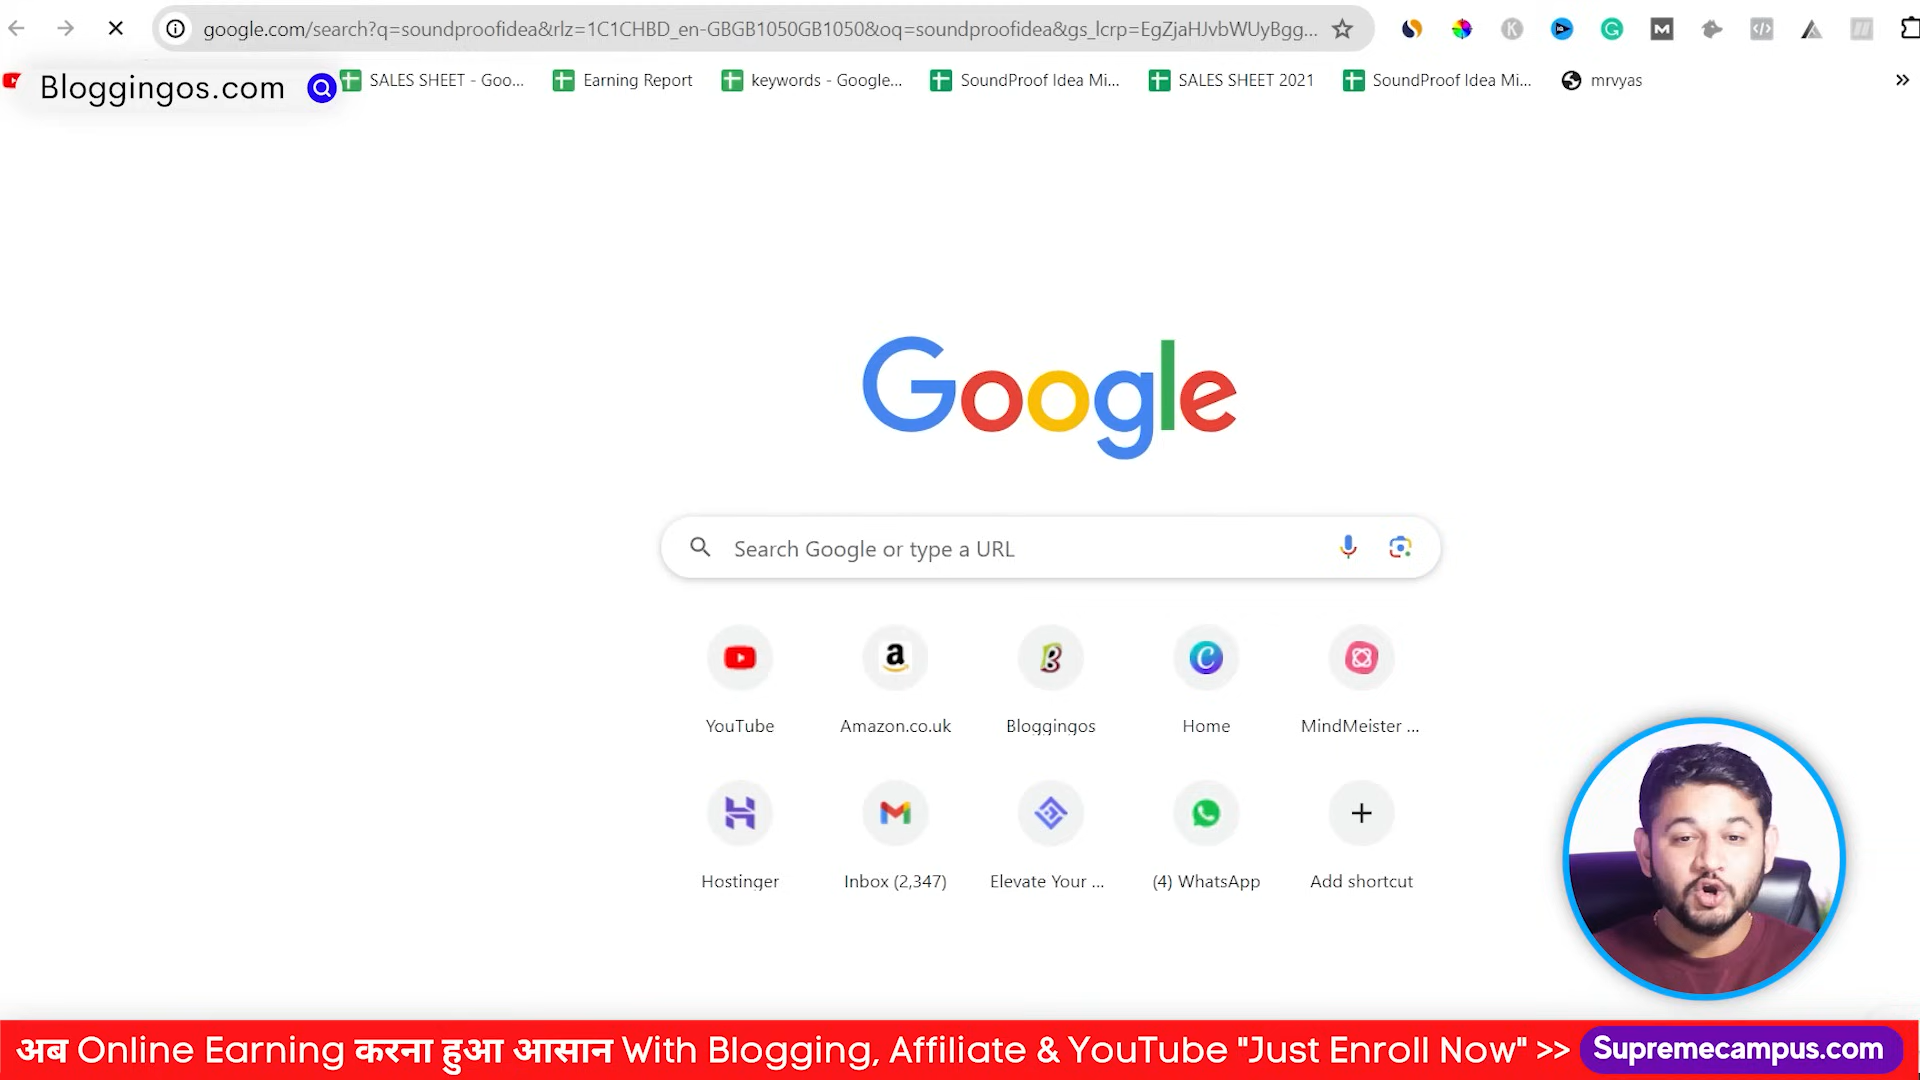 google.com/search?q=soundproofidea&rlz=1C1CHBD_en-GBGB1050GB1050&oq=soundproofidea&gs_lcrp=EgZjaHJvbWUyBgg...
Bloggingos.com
SALES SHEET - Goo...
Earning Report
keywords - Google...
SoundProof Idea Mi...
SALES SHEET 2021
SoundProof Idea Mi...
mrvyas
Google
Search Google or type a URL
YouTube
Amazon.co.uk
Bloggingos
Home
MindMeister ...
Hostinger
Inbox (2,347)
Elevate Your ...
(4) WhatsApp
Add shortcut
अब Online Earning करना हुआ आसान With Blogging, Affiliate & YouTube "Just Enroll Now" >> Supremecampus.com